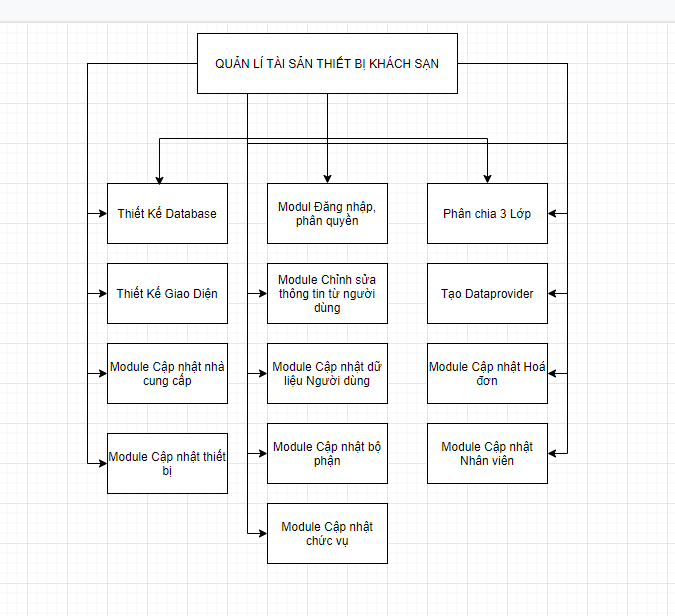 QUẢN LÍ TÀI SẢN THIẾT BỊ KHÁCH SẠN
Thiết Kế Database
Modul Đăng nhập,
phân quyền
Phân chia 3 Lớp
Thiết Kế Giao Diện
Module Chỉnh sửa
thông tin từ người
dùng
Tạo Dataprovider
Module Cập nhật nhà
cung cấp
Module Cập nhật dữ
liệu Người dùng
Module Cập nhật Hoá
đơn
Module Cập nhật thiết
bị
Module Cập nhật bộ
phận
Module Cập nhật
Nhân viên
Module Cập nhật
chức vụ